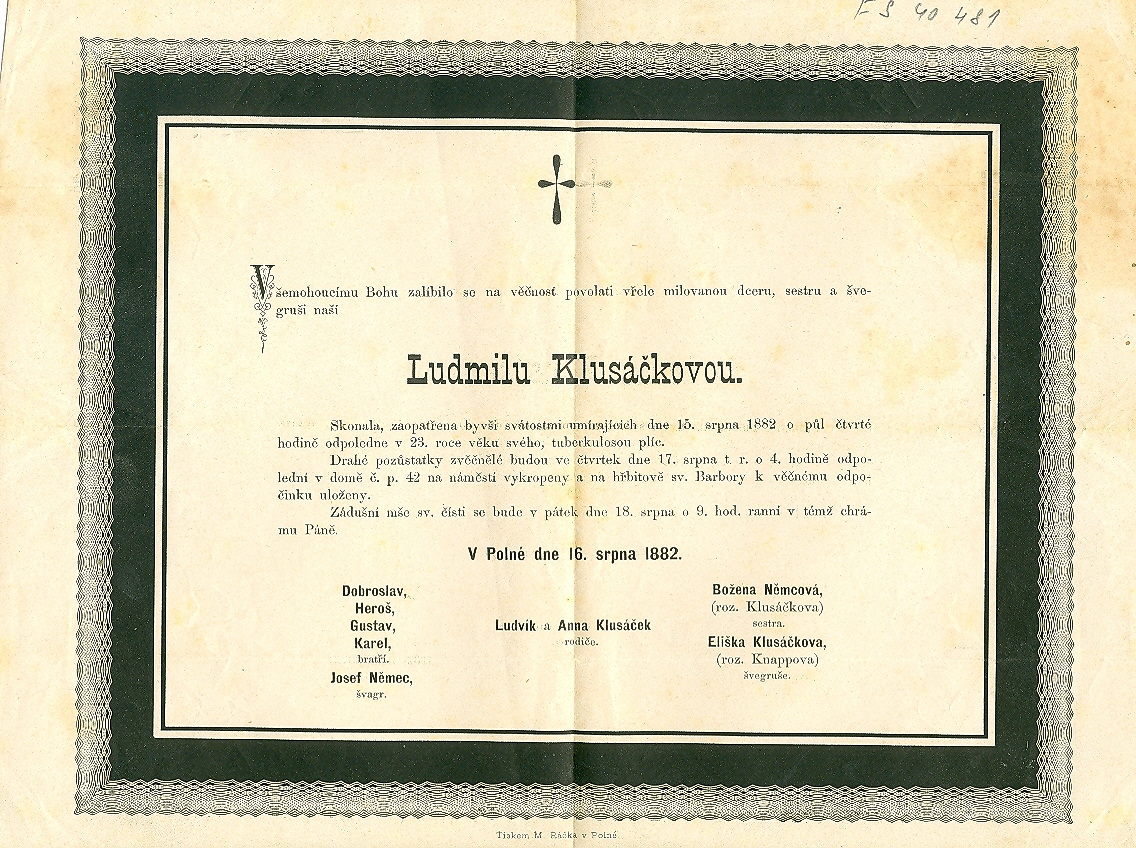 FS 40 481
Všemohoucímu Bohu zalíbilo se na věčnost povolati vřele milovanou dceru, sestru a šve-
gruši naší
Ludmilu Klusáčkovou.
Skonala, zaopatřena byvši svátostmi umírajících dne 15. srpna 1882 o půl čtvrté
hodině odpoledne v 23. roce věku svého, tuberkulosou plic.
Drahé pozůstatky zvěčnělé budou ve čtvrtek dne 17. srpna t. r. o 4. hodině odpo-
lední v domě č. p. 42 na náměstí vykropeny a na hřbitově sv. Barbory k věčnému odpo-
činku uloženy.
Zádušní mše sv. čísti se bude v pátek dne 18. srpna o 9. hod. ranní v témž chrá-
mu Páně.
V Polné dne 16. srpna 1882.
Dobroslav,
Heroš,
Gustav,
Karel,
bratří.
Josef Němec,
švagr.
Ludvík a Anna Klusáček
rodiče.
Božena Němcová,
(roz. Klusáčkova)
sestra.
Eliška Klusáčkova,
(roz. Knappova)
švegruše.
Tiskem M. Ráčka v Polné.